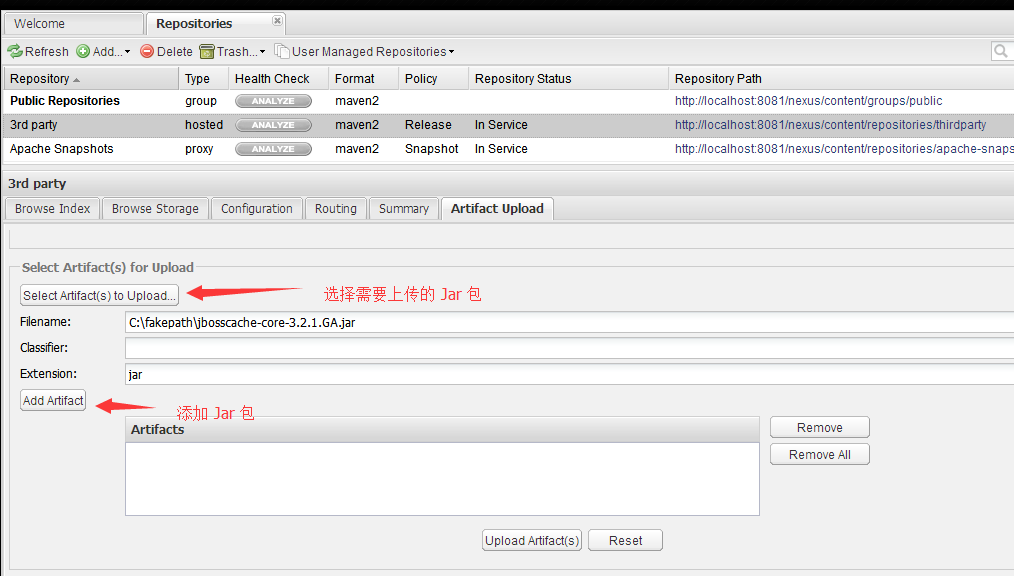 Welcome Repositories
Refresh Add... Delete Trash... User Managed Repositories
Repository Type Health Check Format Policy Repository Status Repository Path
Public Repositories group ANALYZE maven2 http://localhost:8081/nexus/content/groups/public
3rd party hosted ANALYZE maven2 Release In Service http://localhost:8081/nexus/content/repositories/thirdparty
Apache Snapshots proxy ANALYZE maven2 Snapshot In Service http://localhost:8081/nexus/content/repositories/apache-snaps
3rd party
Browse Index Browse Storage Configuration Routing Summary Artifact Upload
Select Artifact(s) for Upload
Select Artifact(s) to Upload... 选择需要上传的 Jar 包
Filename: C:\fakepath\jbosscache-core-3.2.1.GA.jar
Classifier:
Extension: jar
Add Artifact 添加 Jar 包
Artifacts Remove
Remove All
Upload Artifact(s) Reset